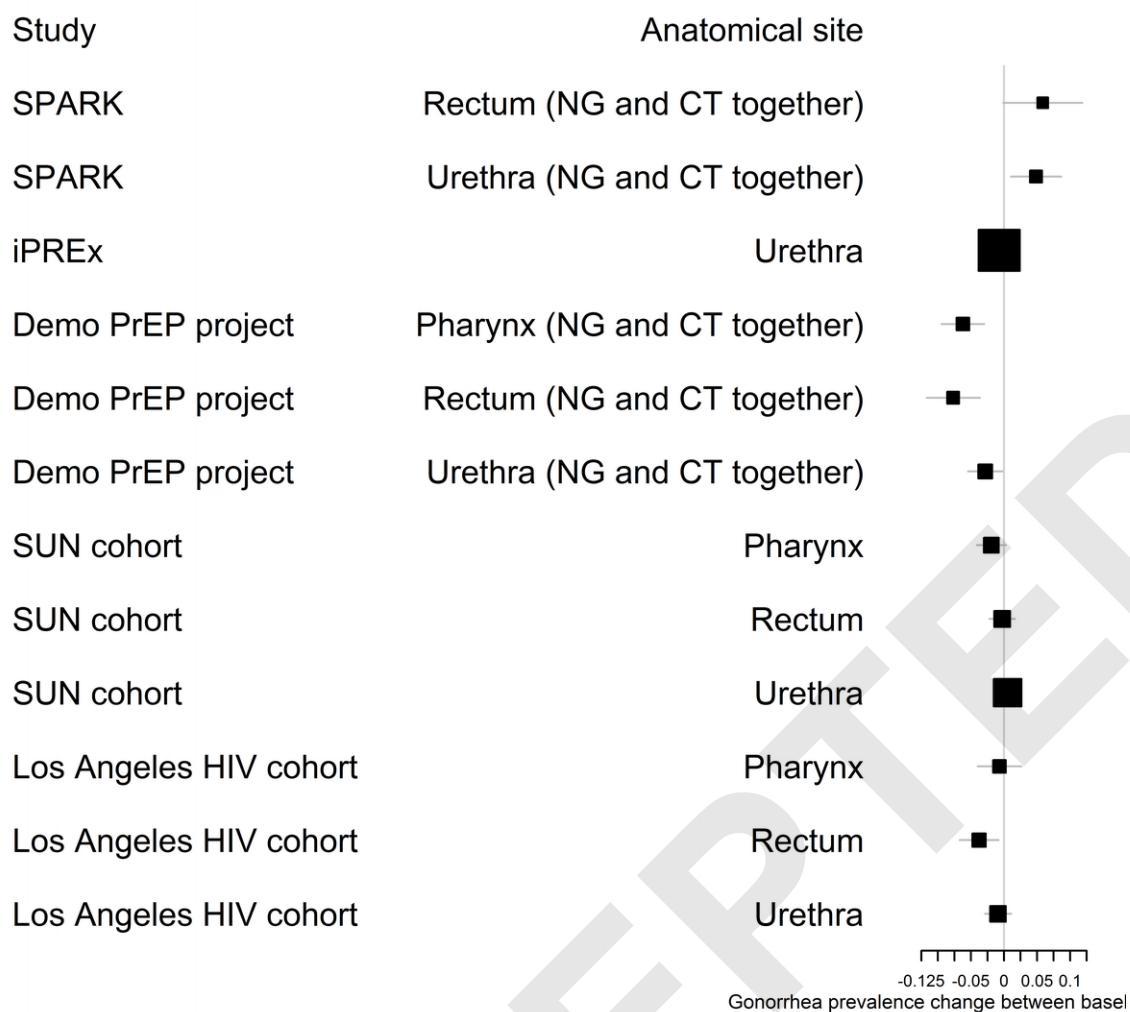 Study Anatomical site
SPARK Rectum (NG and CT together)
SPARK Urethra (NG and CT together)
iPREx Urethra
Demo PrEP project Pharynx (NG and CT together)
Demo PrEP project Rectum (NG and CT together)
Demo PrEP project Urethra (NG and CT together)
SUN cohort Pharynx
SUN cohort Rectum
SUN cohort Urethra
Los Angeles HIV cohort Pharynx
Los Angeles HIV cohort Rectum
Los Angeles HIV cohort Urethra
-0.125 -0.05 0 0.05 0.1
Gonorrhea prevalence change between basel
EPTED